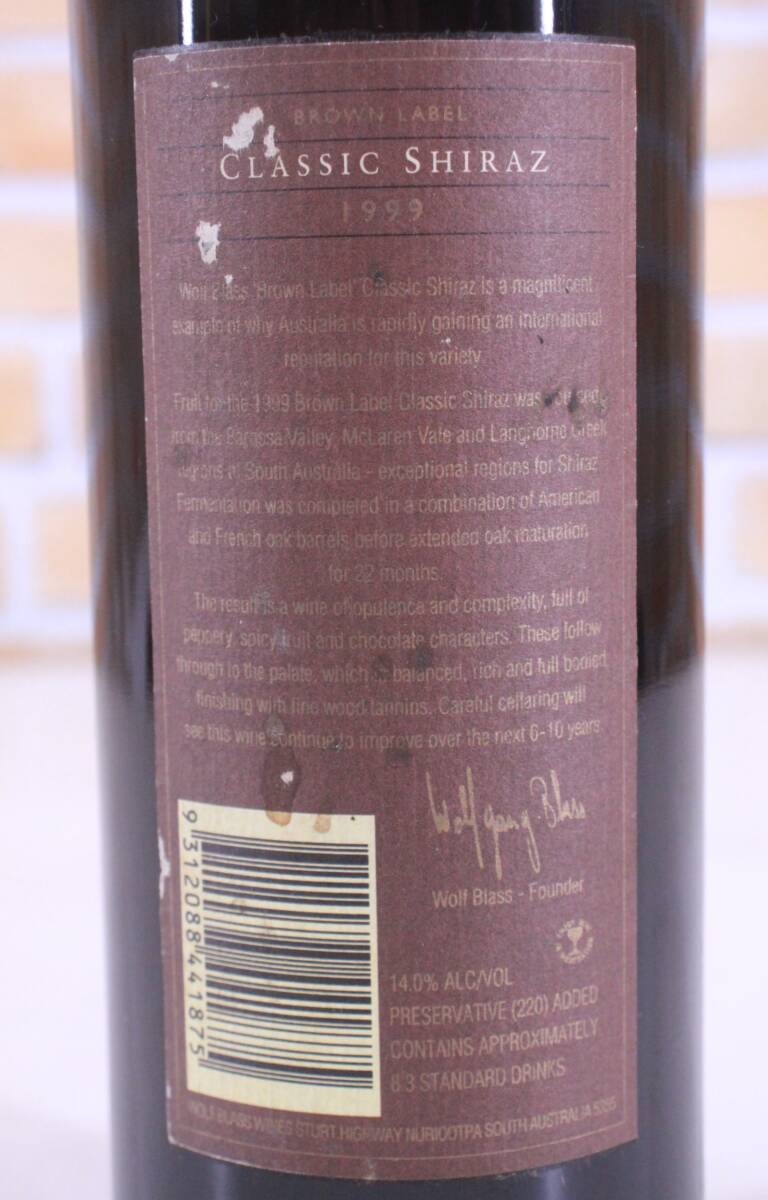 BROWN LABEL
CLASSIC SHIRAZ
1999
Wolf Blass 'Brown Label' Classic Shiraz is a magnificent
example of why Australia is rapidly gaining an international
reputation for this variety
Fruit for the 1999 Brown Label Classic Shiraz was
from the Barossa Valley, McLaren Vale and Langhorne Creek
regions of South Australia - exceptional regions for Shiraz
Fermentation was completed in a combination of American
and French oak barrels before extended oak maturation
for 22 months.
The result is a wine of opulence and complexity, full of
peppery, spicy fruit and chocolate characters. These follow
through to the palate, which is balanced, rich and full bodied,
finishing with fine wood tannins. Careful cellaring will
see this wine continue to improve over the next 6-10 years
Wolfgang Blass
Wolf Blass - Founder
9 312088 441875
14.0% ALC/VOL
PRESERVATIVE (220) ADDED
CONTAINS APPROXIMATELY
8.3 STANDARD DRINKS
WOLF BLASS WINES STURT HIGHWAY NURIOOTPA SOUTH AUSTRALIA 5355